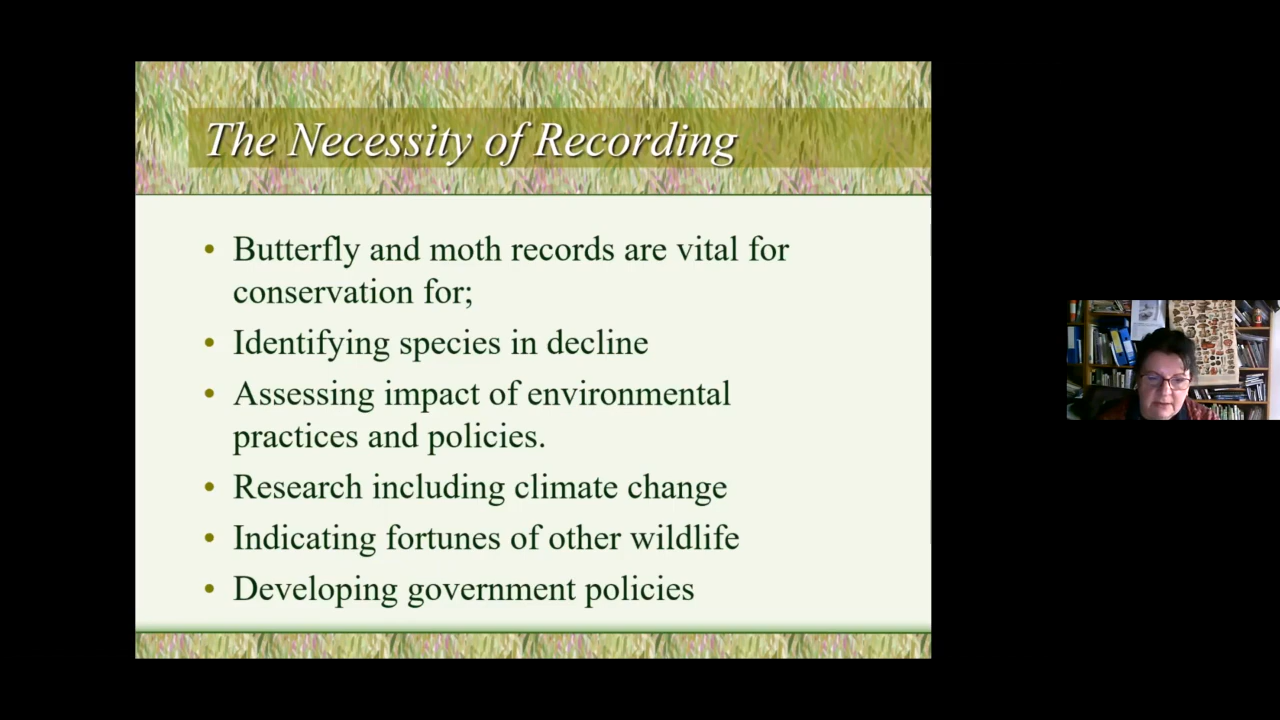 The Necessity of Recording
• Butterfly and moth records are vital for
conservation for;
• Identifying species in decline
• Assessing impact of environmental
practices and policies.
• Research including climate change
• Indicating fortunes of other wildlife
• Developing government policies